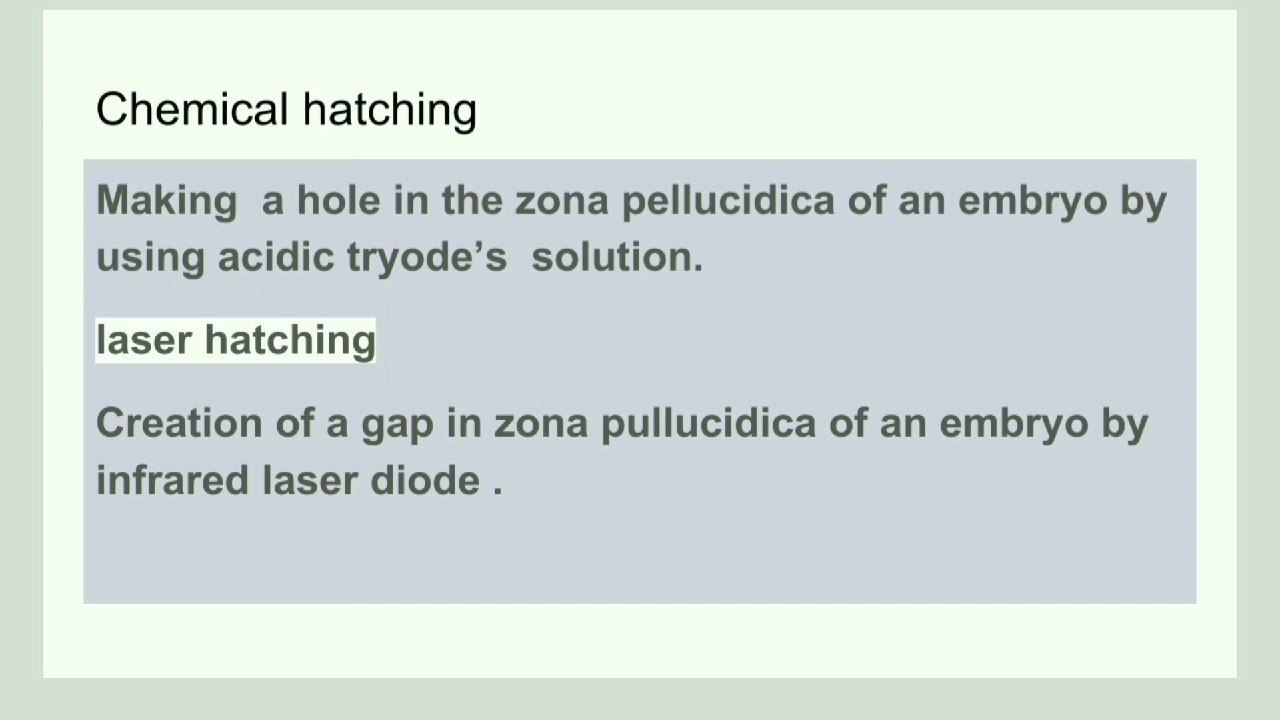 Chemical hatching
Making  a hole in the zona pellucidica of an embryo by
using acidic tryode’s  solution.
laser hatching
Creation of a gap in zona pullucidica of an embryo by
infrared laser diode .